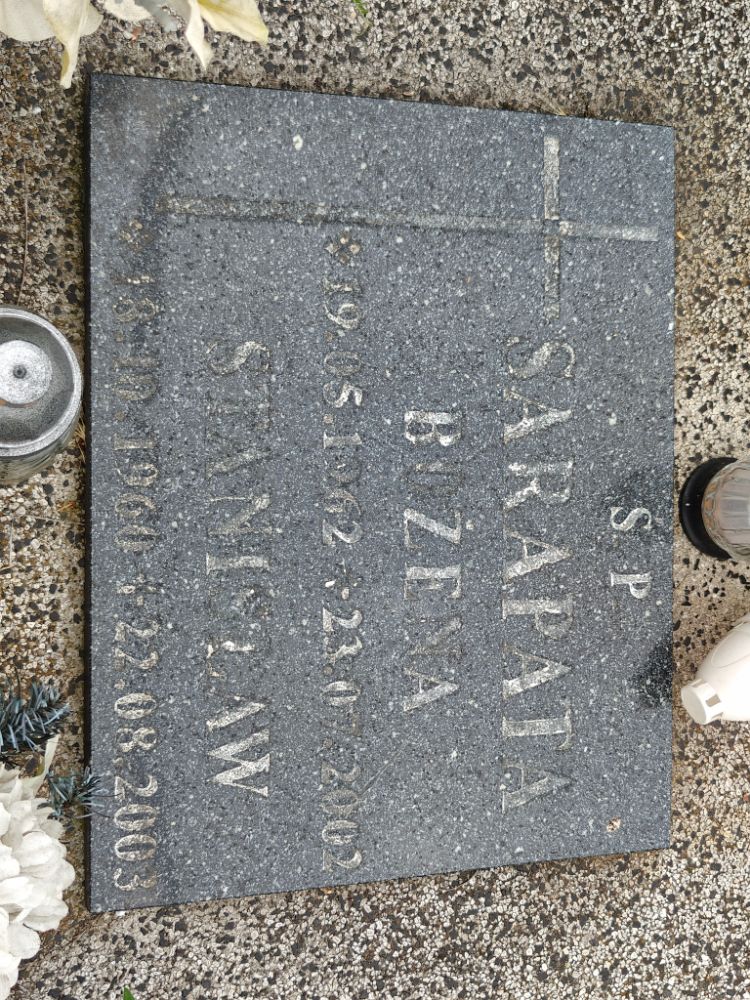 Ś. P.
SARAPATA
BOŻENA
* 19.05.1962 + 23.07.2002
STANISŁAW
* 18.10.1960 + 22.08.2003